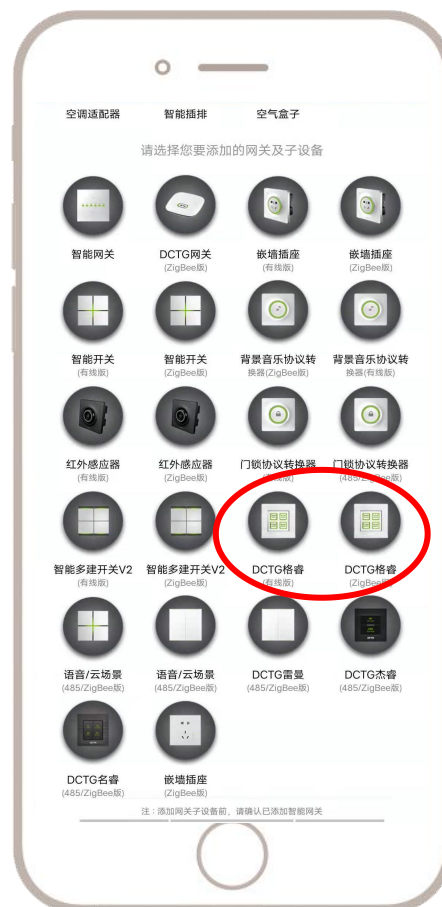 空调适配器 智能插排 空气盒子
请选择您要添加的网关及子设备
智能网关 DCTG网关 嵌墙插座 嵌墙插座
(ZigBee版) (有线版) (ZigBee版)
智能开关 智能开关 背景音乐协议转 背景音乐协议转
(有线版) (ZigBee版) 换器(ZigBee版) 换器(有线版)
红外感应器 红外感应器 门锁协议转换器 门锁协议转换器
(有线版) (ZigBee版) (485/ZigBee版)
智能多建开关V2 智能多建开关V2 DCTG格睿 DCTG格睿
(有线版) (ZigBee版) (有线版) (ZigBee版)
语音/云场景 语音/云场景 DCTG雷曼 DCTG杰睿
(485/ZigBee版) (485/ZigBee版) (485/ZigBee版) (485/ZigBee版)
DCTG名睿 嵌墙插座
(485/ZigBee版) (ZigBee版)
注：添加网关子设备前，请确认已添加智能网关